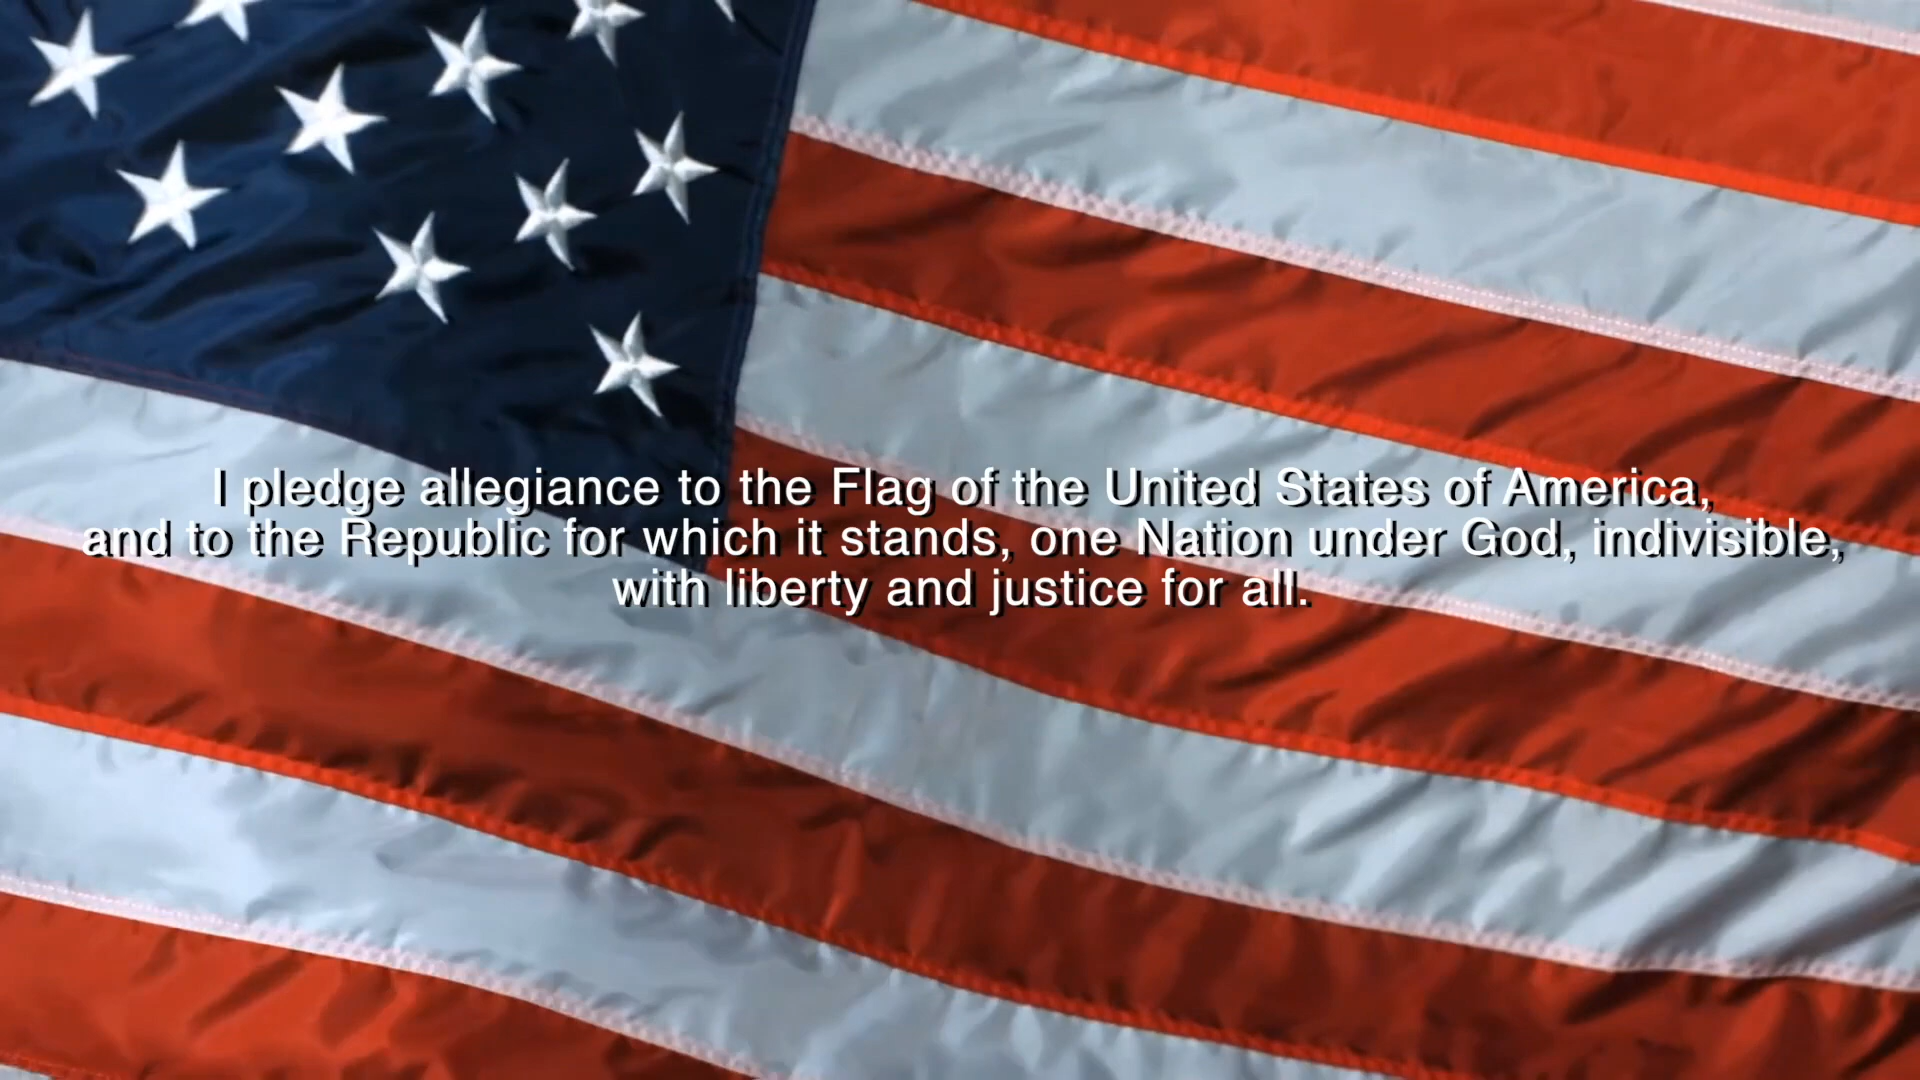 I pledge allegiance to the Flag of the United States of America,
and to the Republic for which it stands, one Nation under God, indivisible,
with liberty and justice for all.